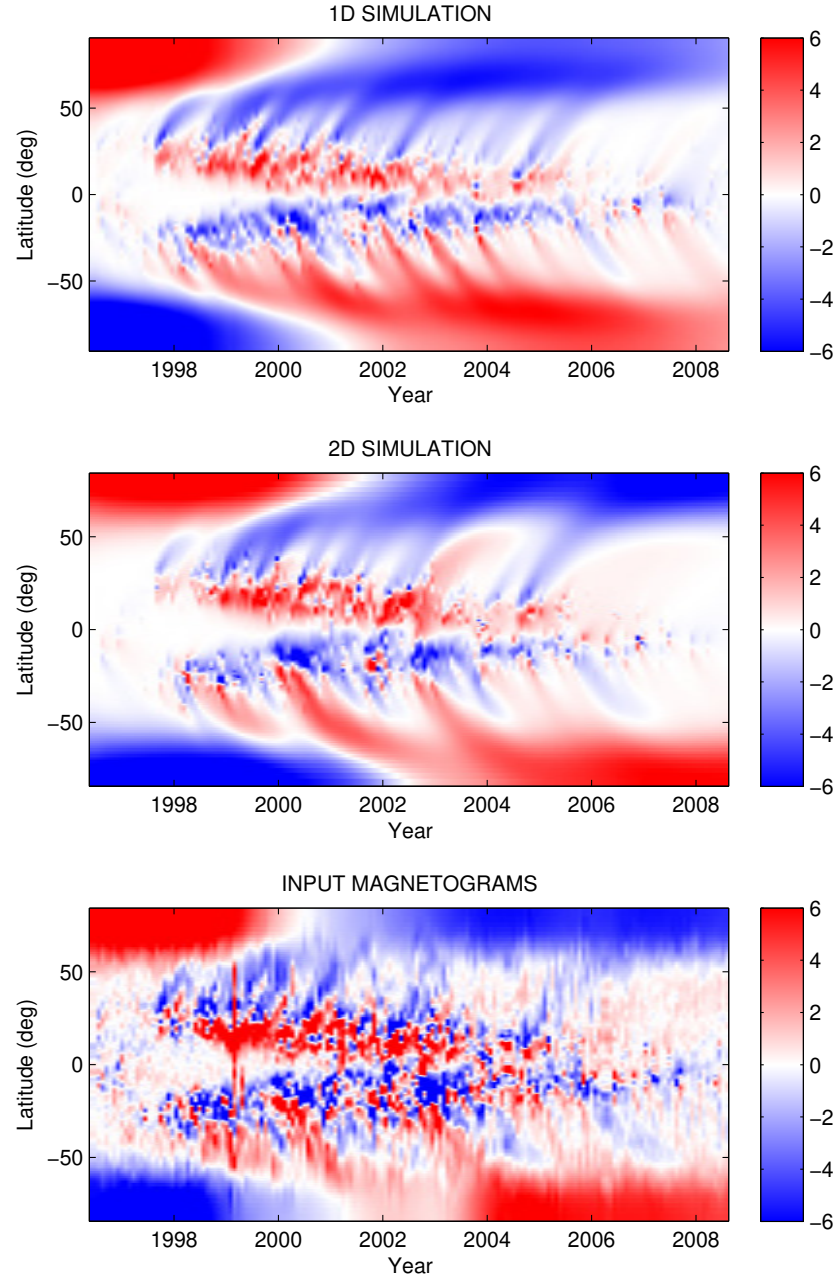 1D SIMULATION
50
0
−50
Latitude (deg)
1998 2000 2002 2004 2006 2008
Year
6
4
2
0
−2
−4
−6
2D SIMULATION
50
0
−50
Latitude (deg)
1998 2000 2002 2004 2006 2008
Year
6
4
2
0
−2
−4
−6
INPUT MAGNETOGRAMS
50
0
−50
Latitude (deg)
1998 2000 2002 2004 2006 2008
Year
6
4
2
0
−2
−4
−6